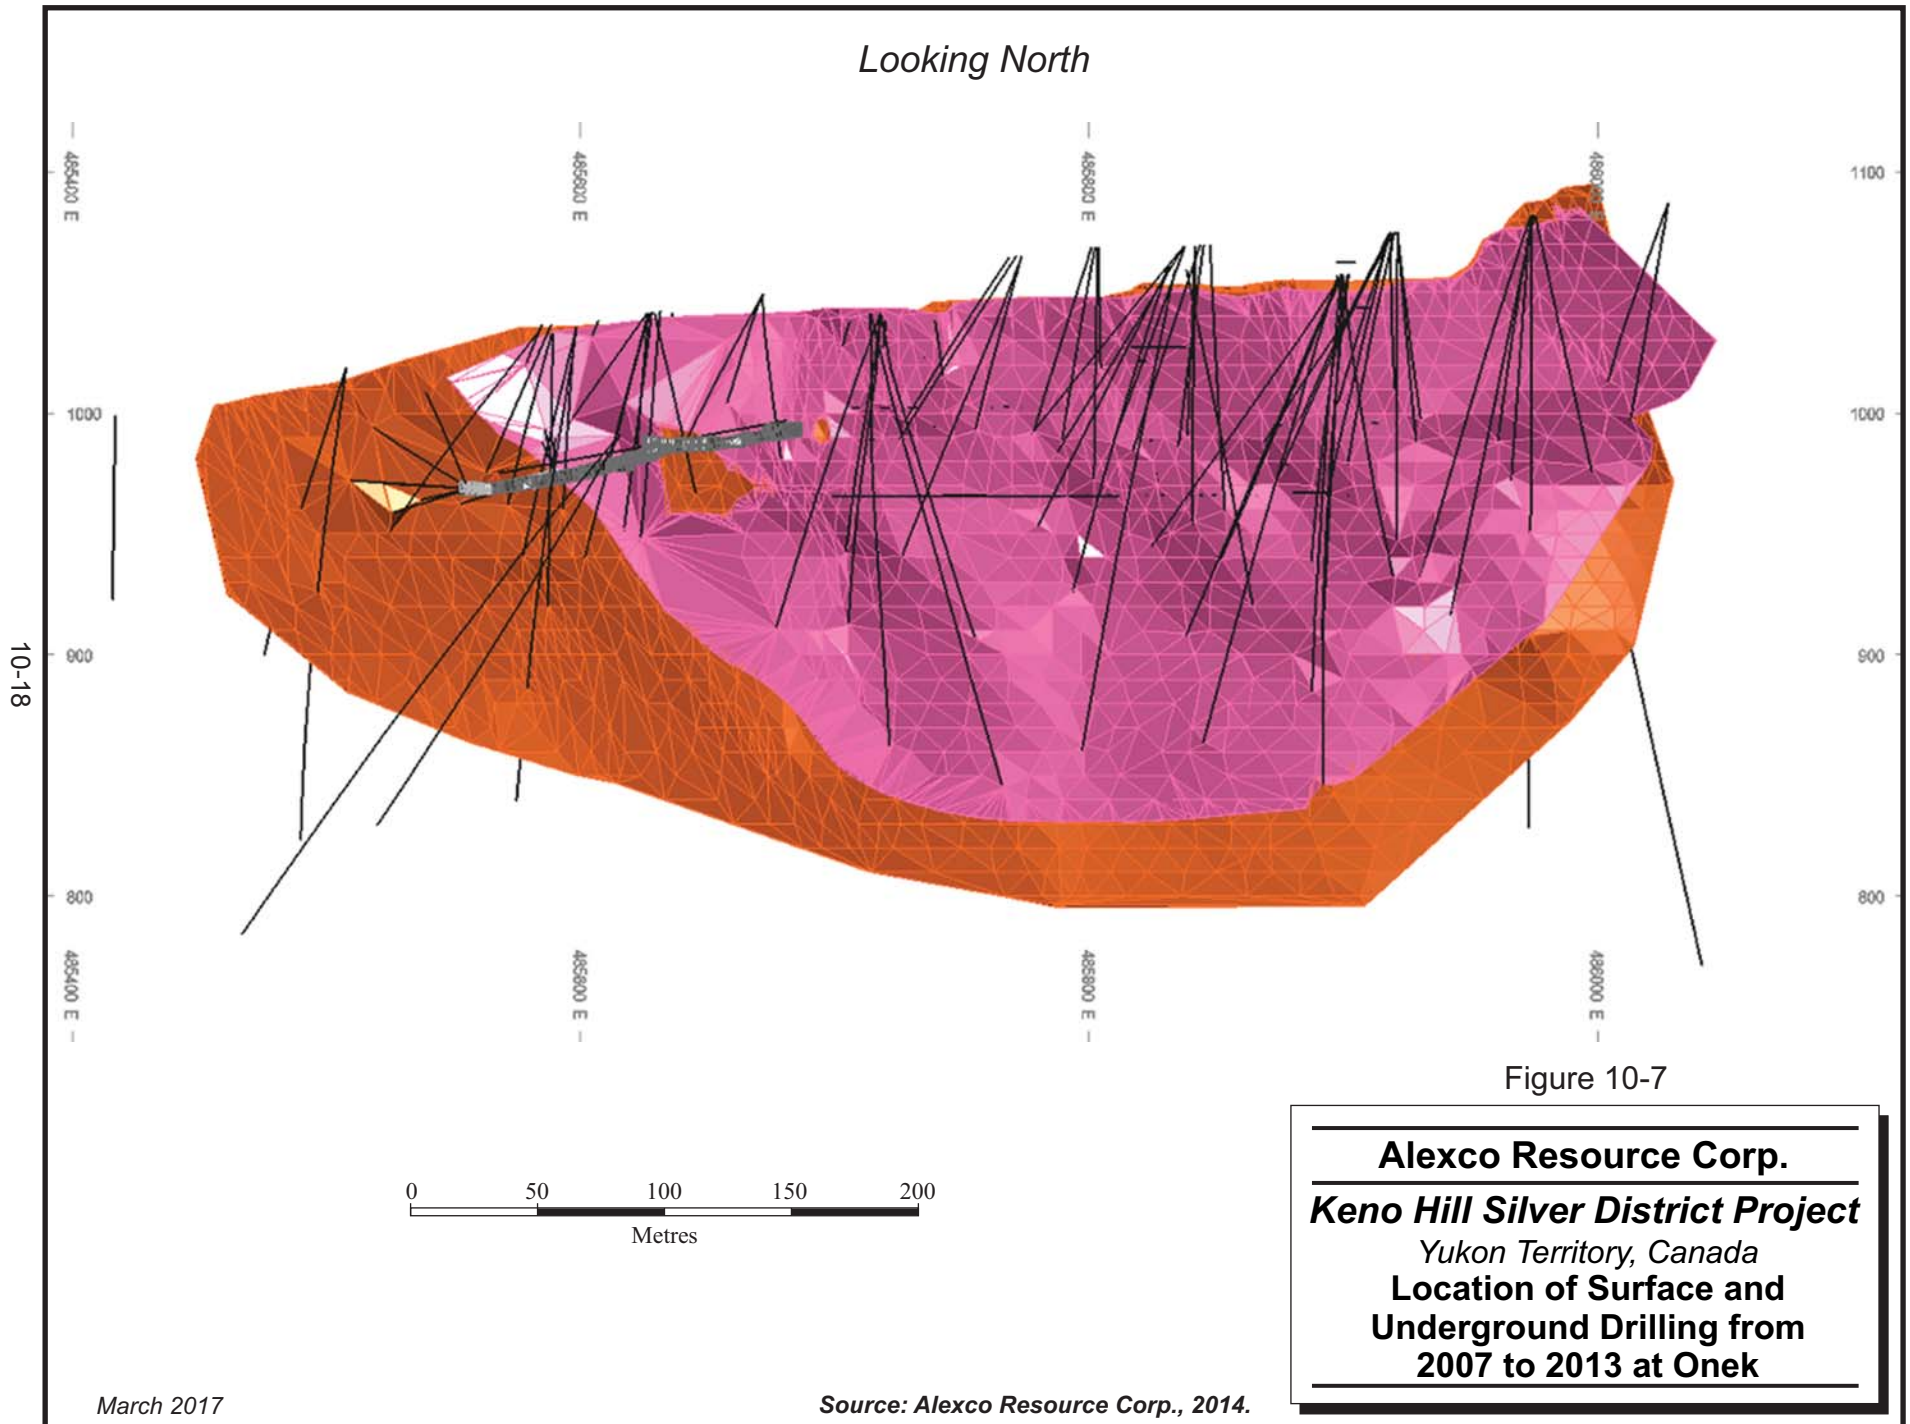 Looking North
485400 E
485600 E
485800 E
486000 E
1100
1100
1000
1000
900
900
800
800
485400 E
485600 E
485800 E
486000 E
10-18
Figure 10-7
0 50 100 150 200
Metres
Alexco Resource Corp.
Keno Hill Silver District Project
Yukon Territory, Canada
Location of Surface and
Underground Drilling from
2007 to 2013 at Onek
March 2017
Source: Alexco Resource Corp., 2014.